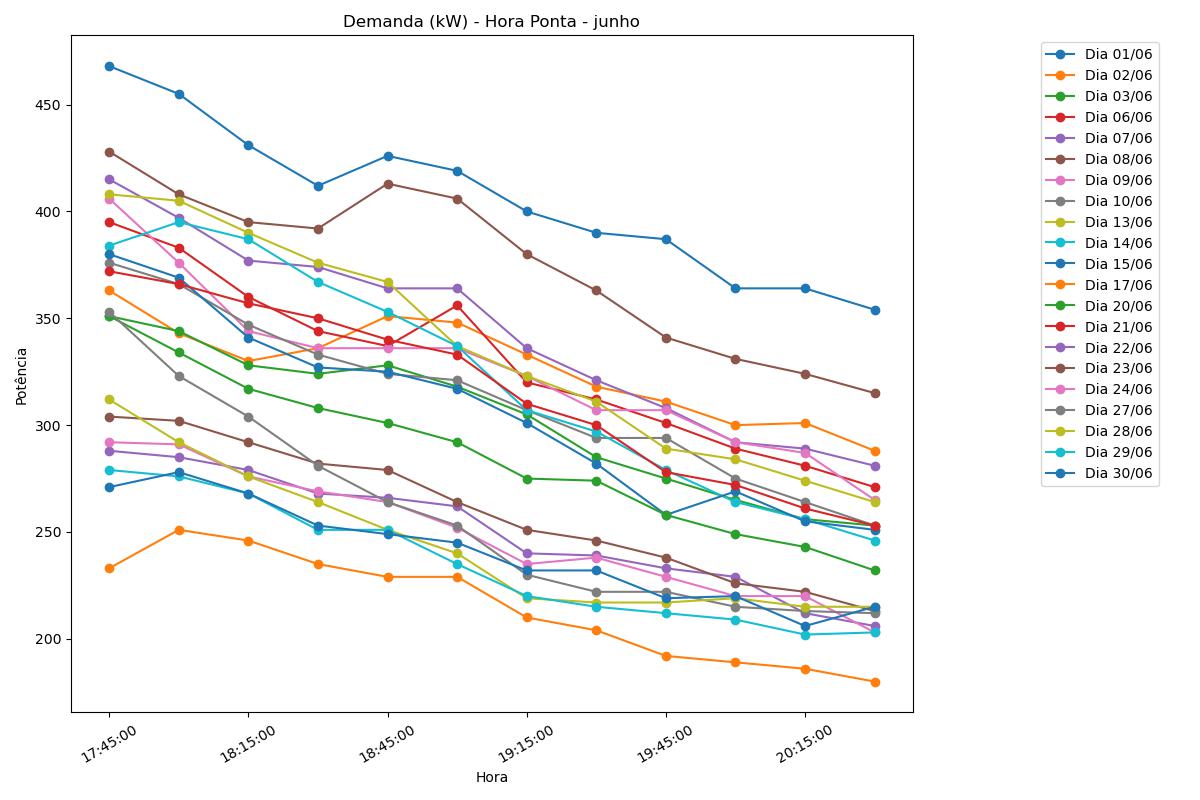 Demanda (kW) - Hora Ponta - junho
Potência
450
400
350
300
250
200
17:45:00
18:15:00
18:45:00
19:15:00
19:45:00
20:15:00
Hora
Dia 01/06
Dia 02/06
Dia 03/06
Dia 06/06
Dia 07/06
Dia 08/06
Dia 09/06
Dia 10/06
Dia 13/06
Dia 14/06
Dia 15/06
Dia 17/06
Dia 20/06
Dia 21/06
Dia 22/06
Dia 23/06
Dia 24/06
Dia 27/06
Dia 28/06
Dia 29/06
Dia 30/06